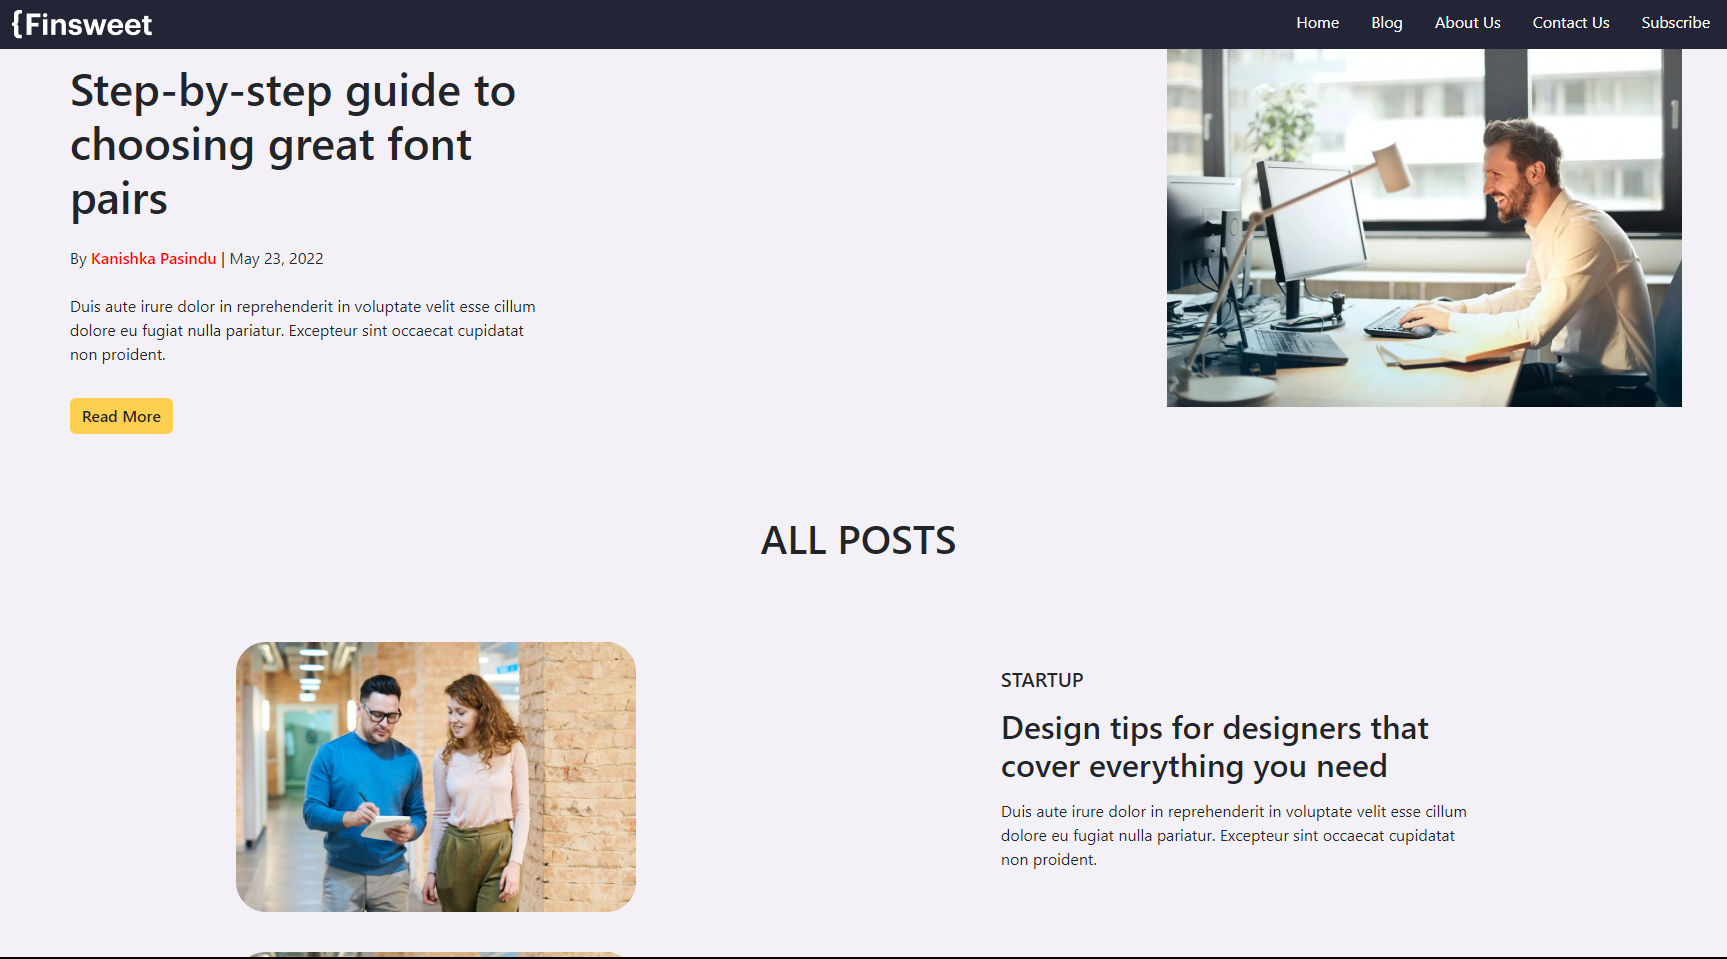 {Finsweet
Home Blog About Us Contact Us Subscribe
Step-by-step guide to
choosing great font
pairs
By Kanishka Pasindu | May 23, 2022
Duis aute irure dolor in reprehenderit in voluptate velit esse cillum
dolore eu fugiat nulla pariatur. Excepteur sint occaecat cupidatat
non proident.
Read More
ALL POSTS
STARTUP
Design tips for designers that
cover everything you need
Duis aute irure dolor in reprehenderit in voluptate velit esse cillum
dolore eu fugiat nulla pariatur. Excepteur sint occaecat cupidatat
non proident.